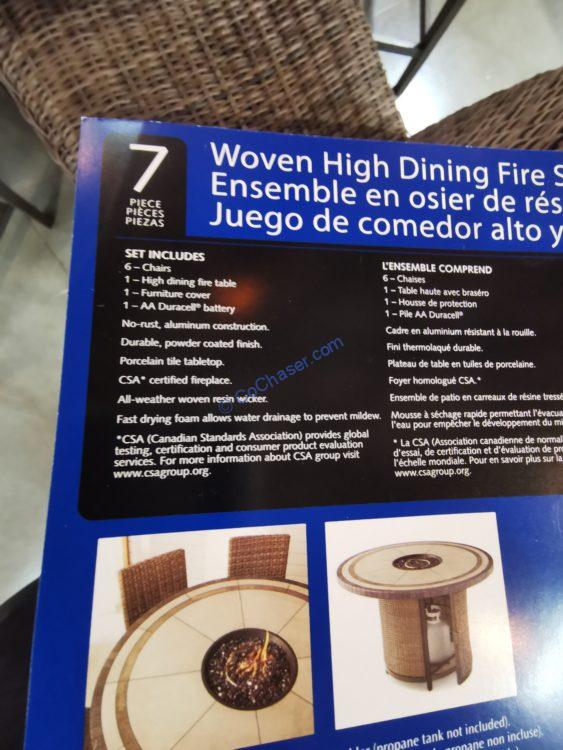 7
PIECE
PIÈCES
PIEZAS
Woven High Dining Fire
Ensemble en osier de
Juego de comedor alto y
SET INCLUDES
6 – Chairs
1 – High dining fire table
1 – Furniture cover
1 – AA Duracell® battery
No-rust, aluminum construction.
Durable, powder coated finish.
Porcelain tile tabletop.
CSA* certified fireplace.
All-weather woven resin wicker.
Fast drying foam allows water drainage to prevent mildew.
*CSA (Canadian Standards Association) provides global
testing, certification and consumer product evaluation
services. For more information about CSA group visit
www.csagroup.org.
L'ENSEMBLE COMPREND
6 – Chaises
1 – Table haute avec braséro
1 – Housse de protection
1 – Pile AA Duracell®
Cadre en aluminium résistant à la rouille.
Fini thermolaqué durable.
Plateau de table en tuiles de porcelaine.
Foyer homologué CSA.*
Ensemble de patio en carreaux de résine
Mousse à séchage rapide permettant
l'eau pour empêcher le développement du
* La CSA (Association canadienne de
d'essai, de certification et d'évaluation de
l'échelle mondiale. Pour en savoir plus sur la
www.csagroup.org.
© CoChaser.com
(propane tank not included).
propane non incluse).